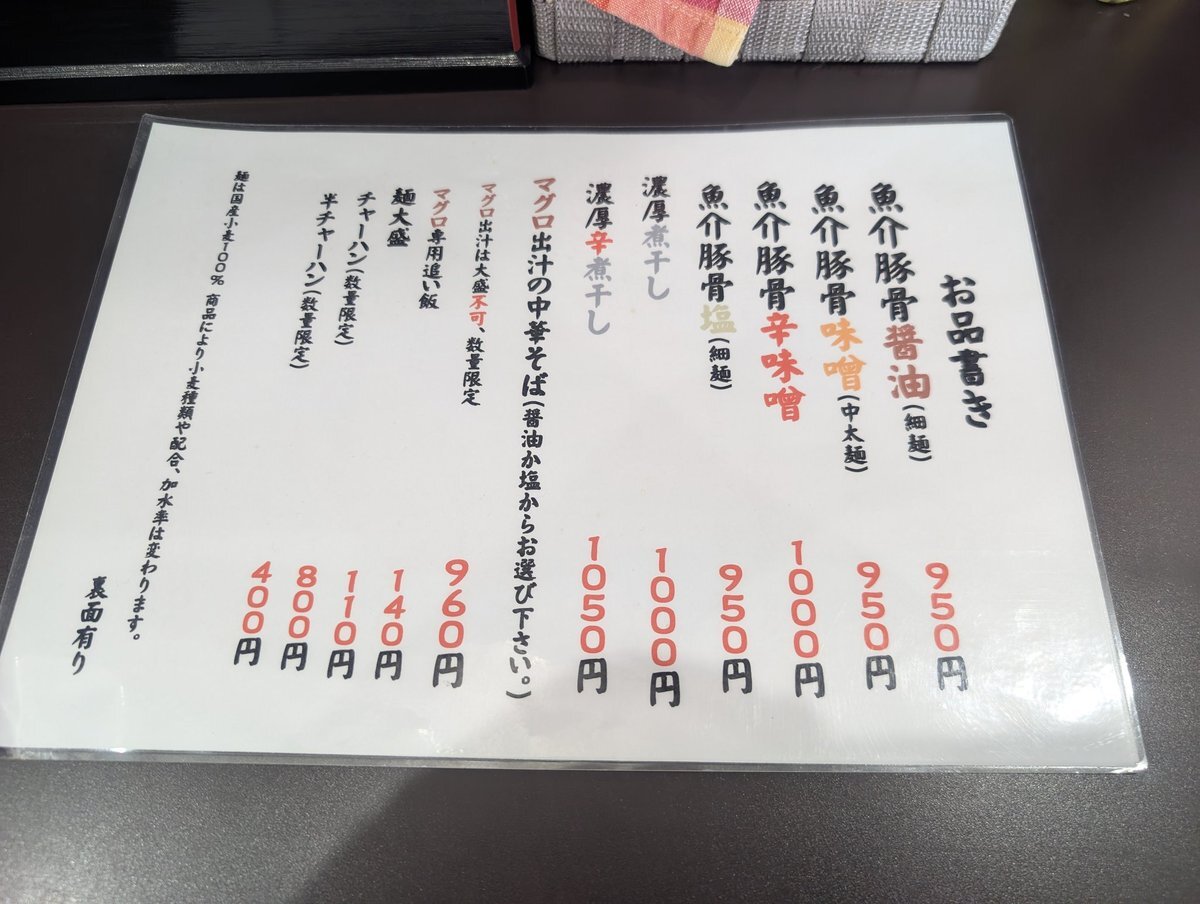 お品書き
魚介豚骨醤油(細麺) 950円
魚介豚骨味噌(中太麺) 950円
魚介豚骨辛味噌 1000円
魚介豚骨塩(細麺) 950円
濃厚煮干し 1000円
濃厚辛煮干し 1050円
マグロ出汁の中華そば(醤油か塩からお選び下さい。)
マグロ出汁は大盛不可、数量限定 960円
マグロ専用追い飯 140円
麺大盛 110円
チャーハン(数量限定) 800円
半チャーハン(数量限定) 400円
麺は国産小麦100% 商品により小麦種類や配合、加水率は変わります。
裏面有り